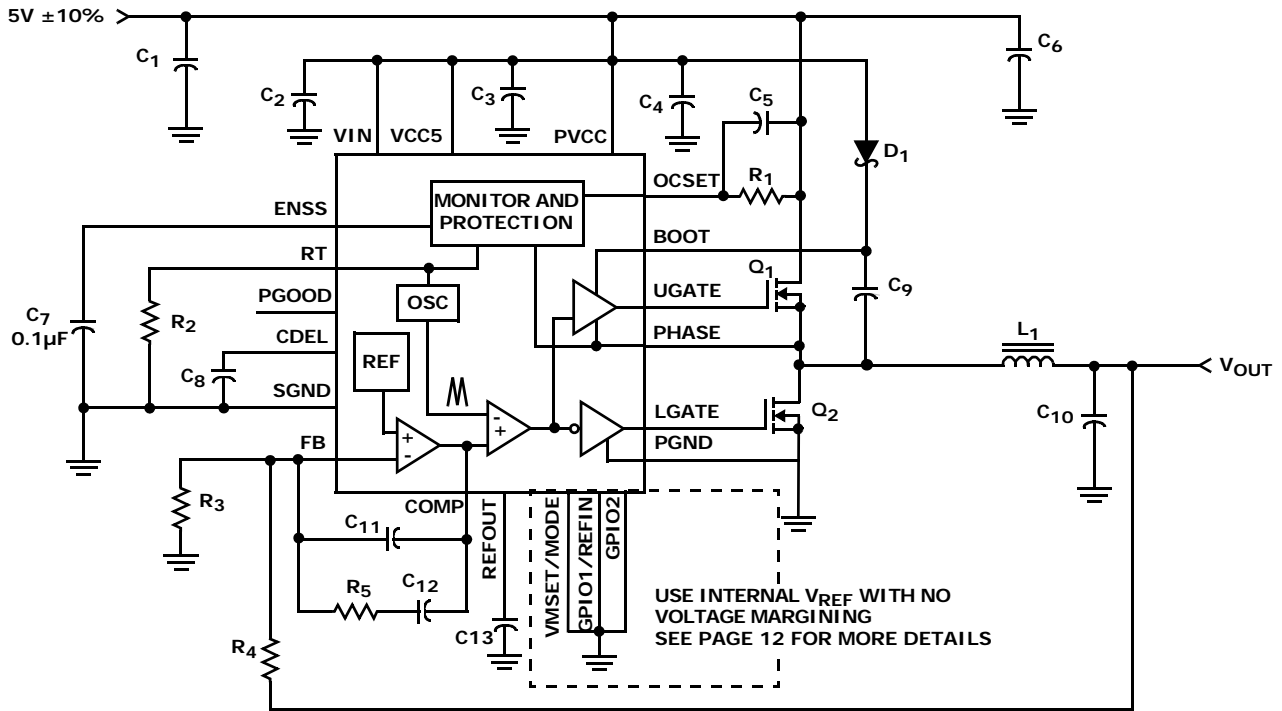 5V ±10%
C1
C2
C3
C4
C5
C6
VIN
VCC5
PVCC
D1
OCSET
R1
MONITOR AND
PROTECTION
ENSS
BOOT
RT
Q1
C9
OSC
UGATE
PGOOD
R2
C7
0.1µF
CDEL
REF
PHASE
L1
VOUT
C8
SGND
LGATE
Q2
C10
-
+
FB
+
-
PGND
R3
COMP
REFOUT
VMSET/MODE
GPIO1/REFIN
GPIO2
C11
R5
C12
C13
USE INTERNAL VREF WITH NO
VOLTAGE MARGINING
SEE PAGE 12 FOR MORE DETAILS
R4